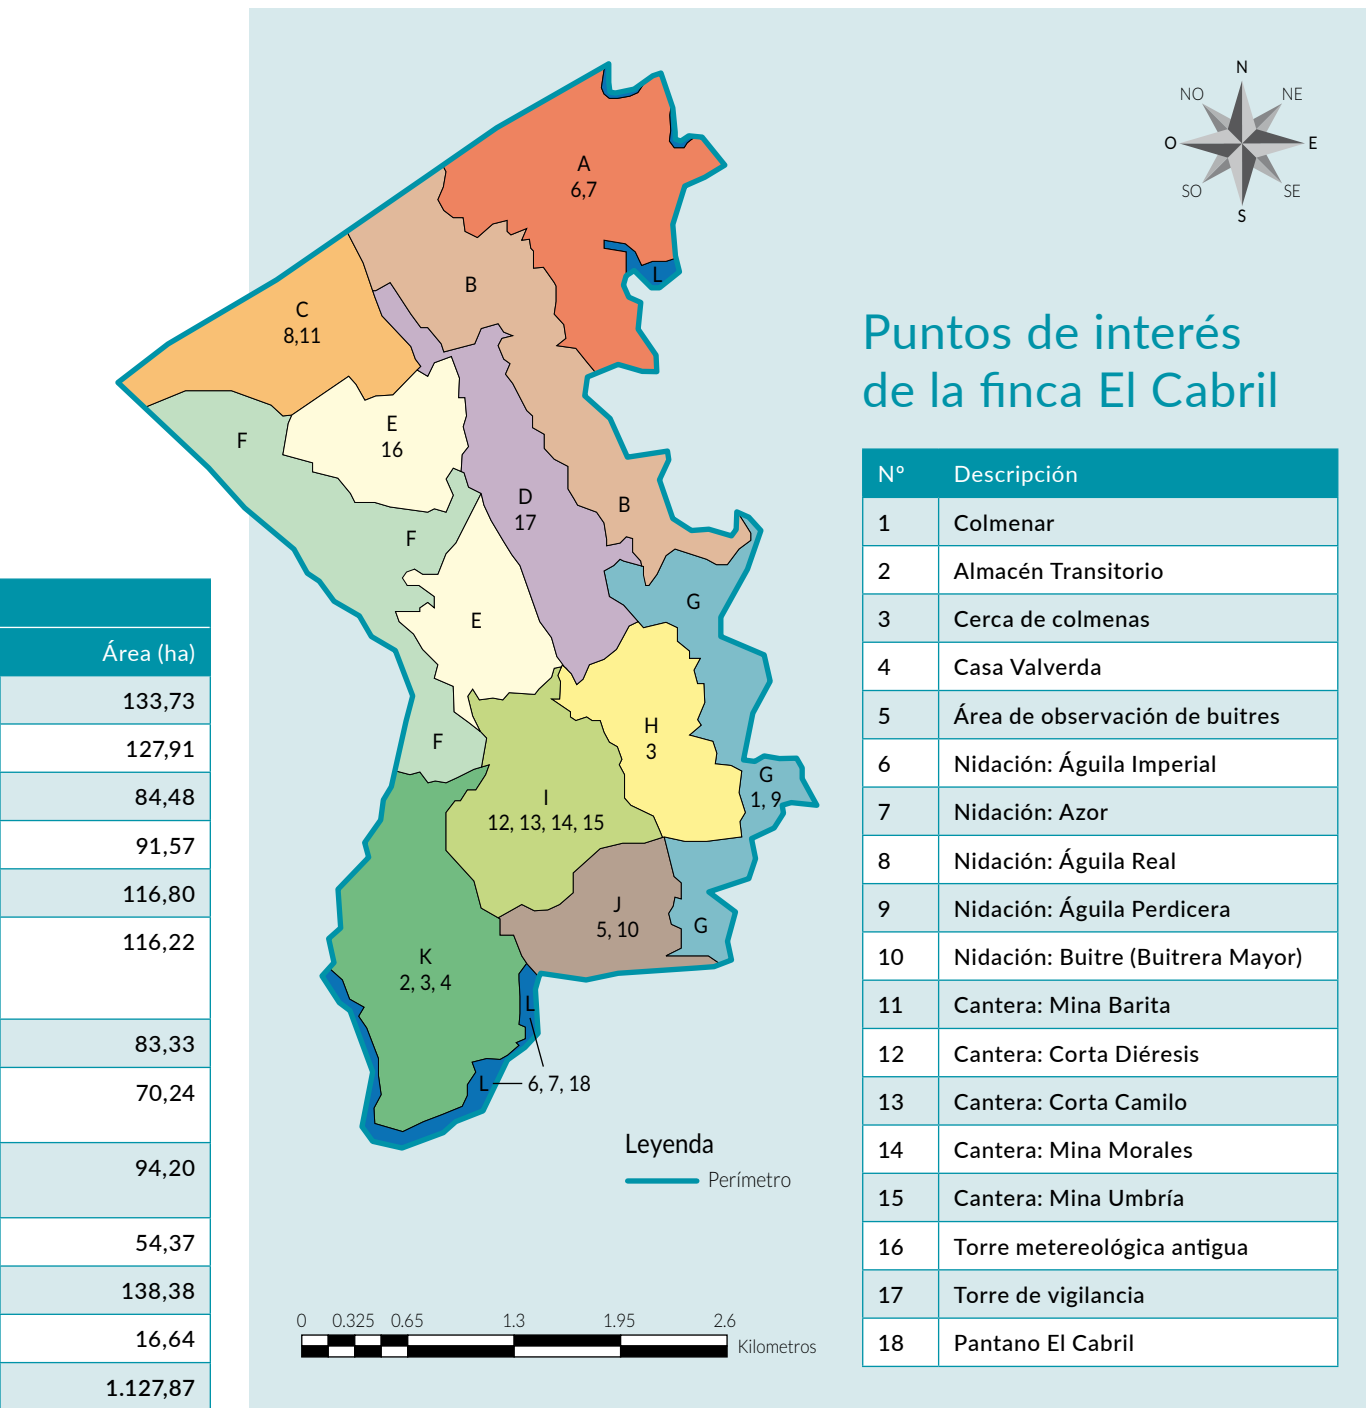 N
NO
NE
O
E
SO
SE
S
A
6,7
B
L
C
8,11
E
16
F
D
17
B
F
G
E
H
3
F
G
1, 9
I
12, 13, 14, 15
J
5, 10
G
K
2, 3, 4
L
L
6, 7, 18
Leyenda
Perímetro
0 0.325 0.65 1.3 1.95 2.6
Kilometros
Área (ha)
133,73
127,91
84,48
91,57
116,80
116,22
83,33
70,24
94,20
54,37
138,38
16,64
1.127,87
Puntos de interés
de la finca El Cabril
Nº Descripción
1 Colmenar
2 Almacén Transitorio
3 Cerca de colmenas
4 Casa Valverda
5 Área de observación de buitres
6 Nidación: Águila Imperial
7 Nidación: Azor
8 Nidación: Águila Real
9 Nidación: Águila Perdicera
10 Nidación: Buitre (Buitrera Mayor)
11 Cantera: Mina Barita
12 Cantera: Corta Diéresis
13 Cantera: Corta Camilo
14 Cantera: Mina Morales
15 Cantera: Mina Umbría
16 Torre metereológica antigua
17 Torre de vigilancia
18 Pantano El Cabril